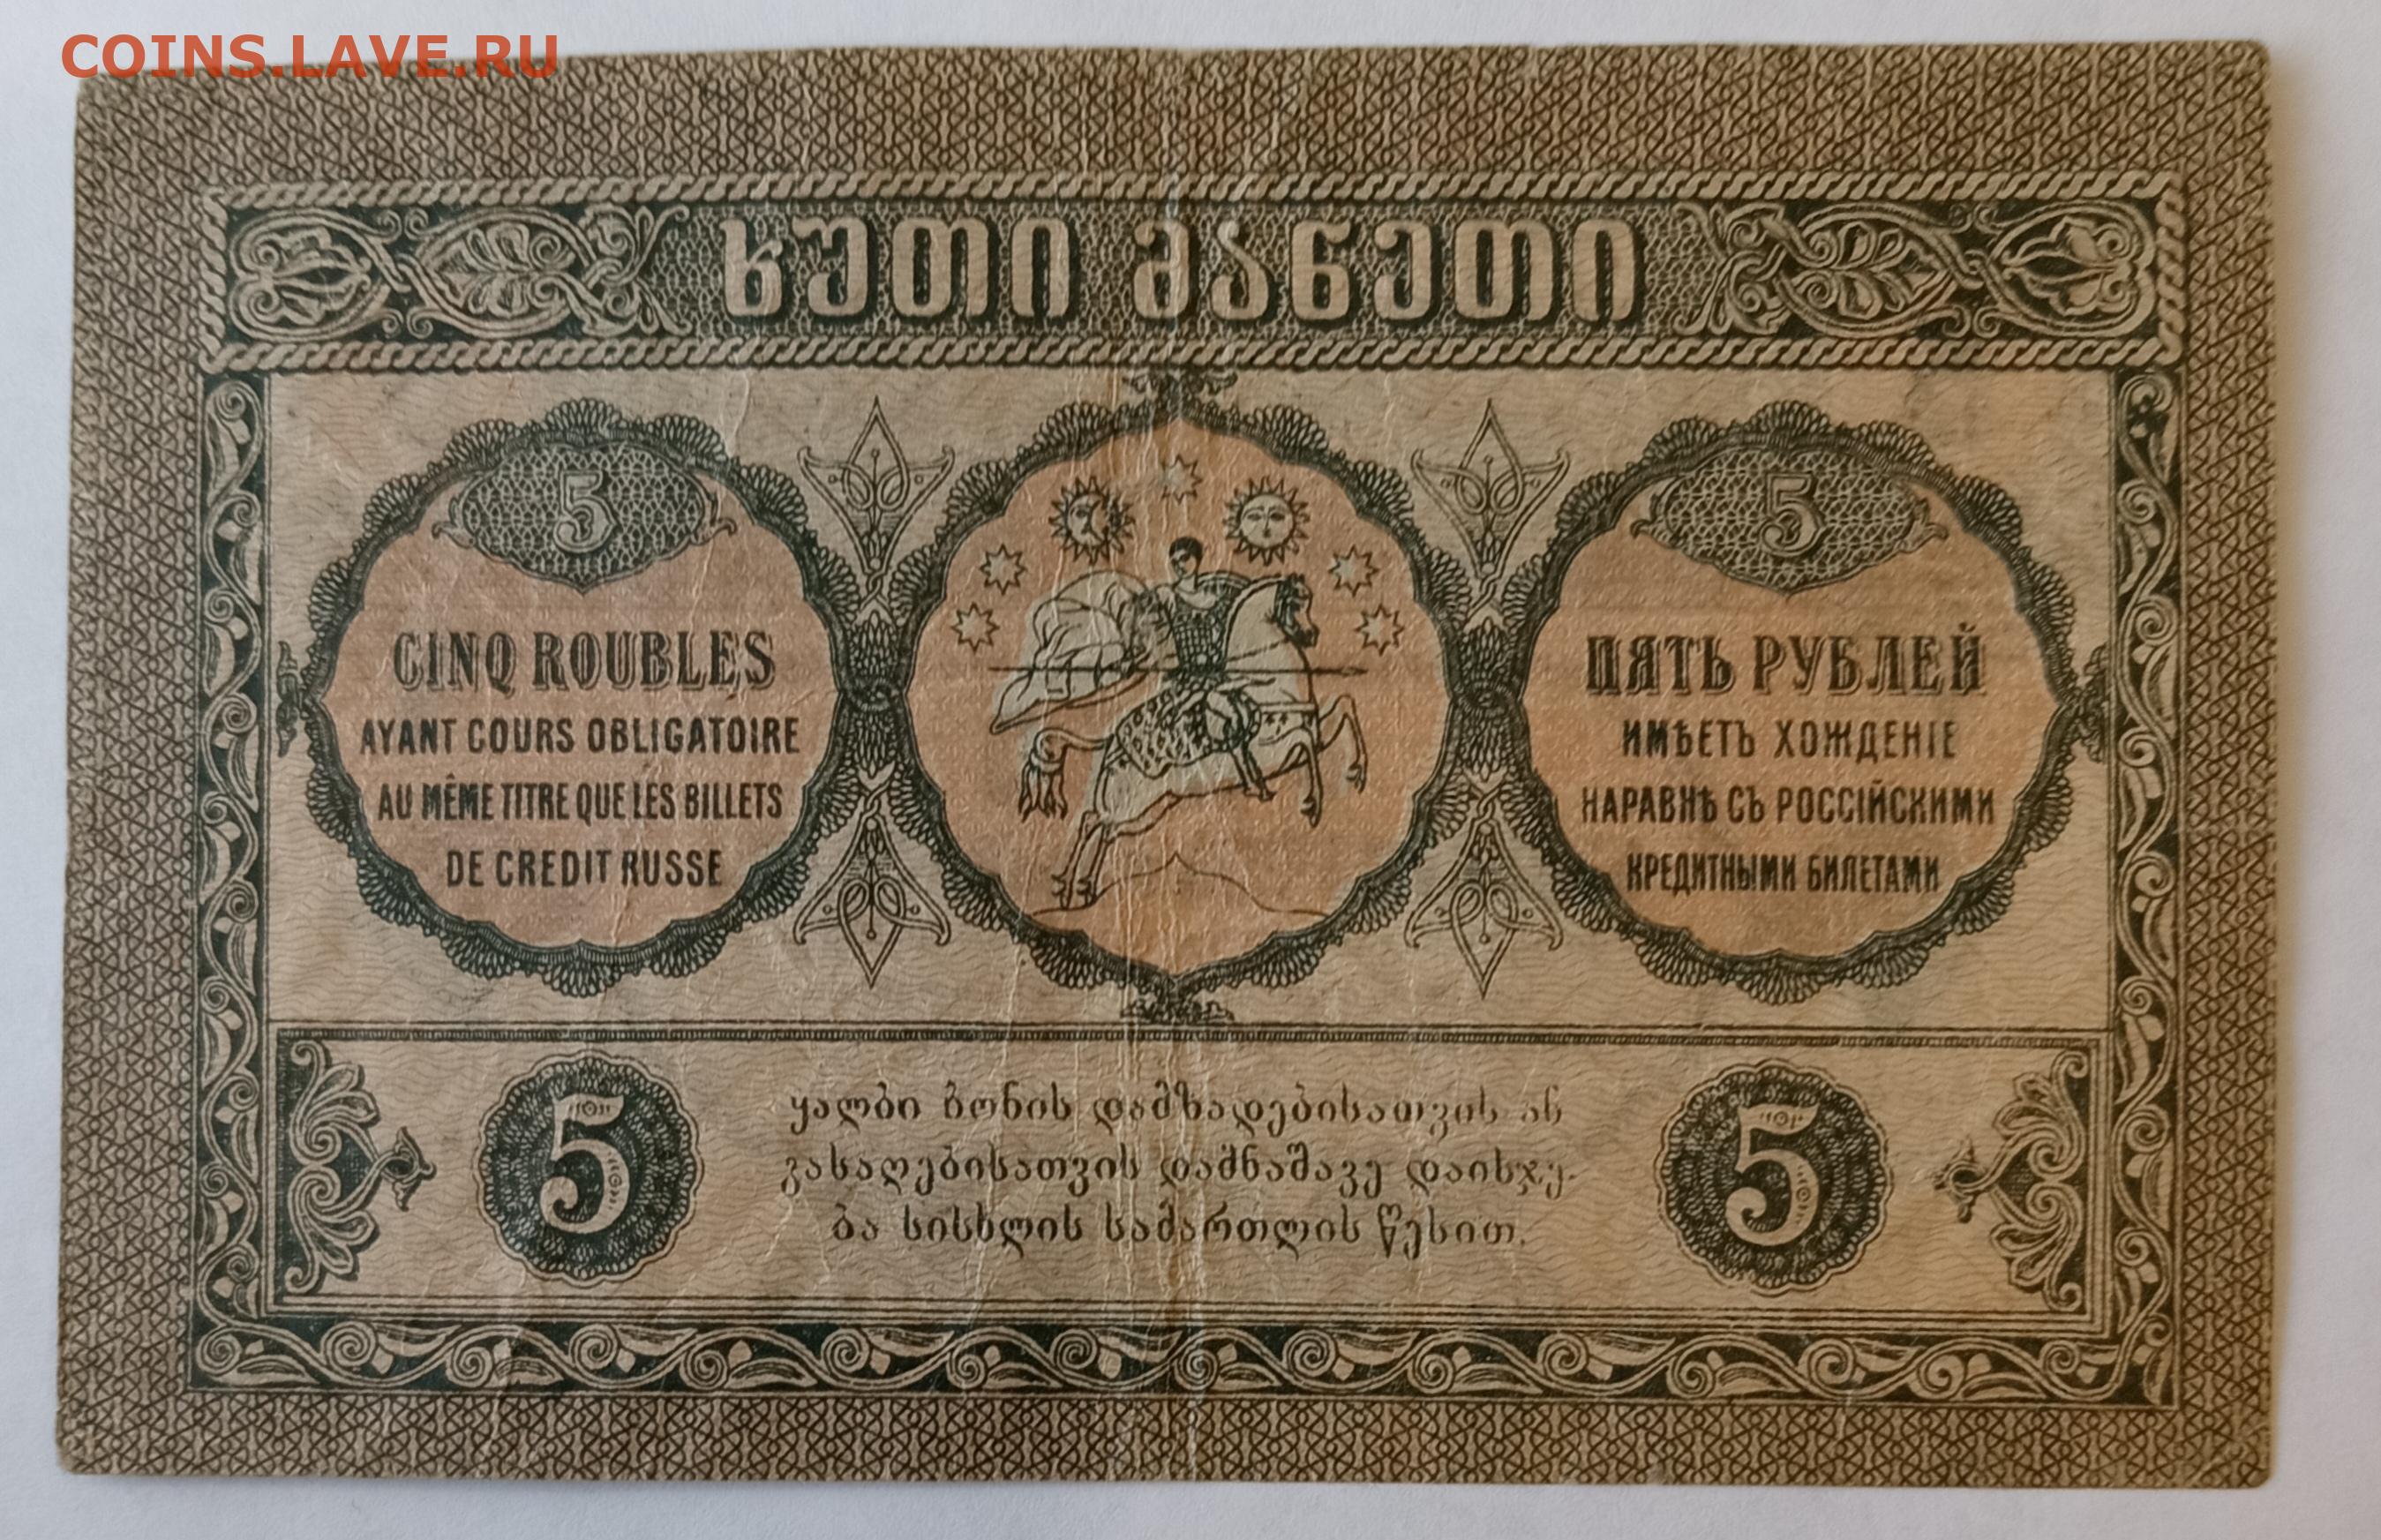 COINS.LAVE.RU
ხუთი მანეთი
5
CINQ ROUBLES
AYANT COURS OBLIGATOIRE
AU MÊME TITRE QUE LES BILLETS
DE CREDIT RUSSE
5
ПЯТЬ РУБЛЕЙ
ИМѢЕТЪ ХОЖДЕНІЕ
НАРАВНѢ СЪ РОССІЙСКИМИ
КРЕДИТНЫМИ БИЛЕТАМИ
5
ყალბი ბონის დამზადებისათვის ან
გასაღებისათვის დამნაშავე დაისჯე-
ბა სისხლის სამართლის წესით.
5